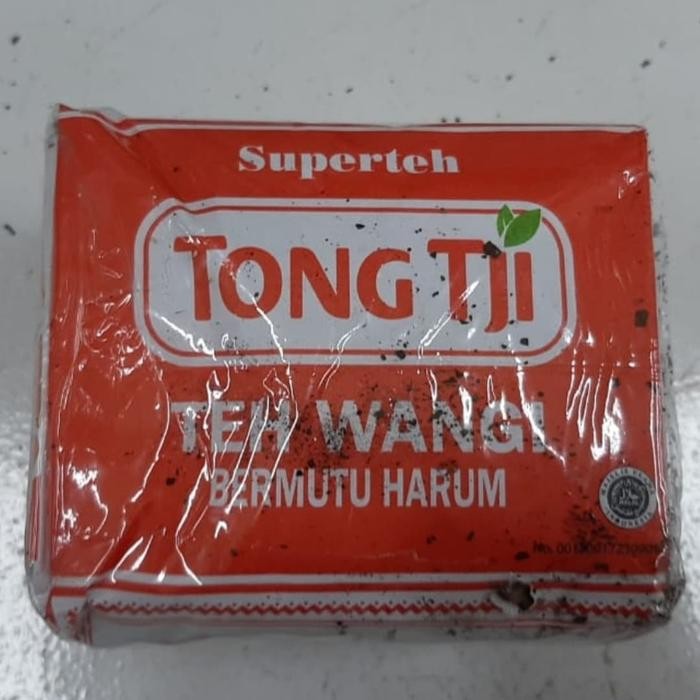 Superteh
TONG TJI
TEH WANGI
BERMUTU HARUM